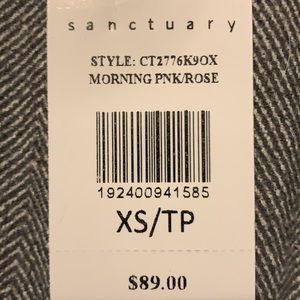 sanctuary
STYLE: CT2776K9OX
MORNING PNK/ROSE
192400941585
XS/TP
$89.00